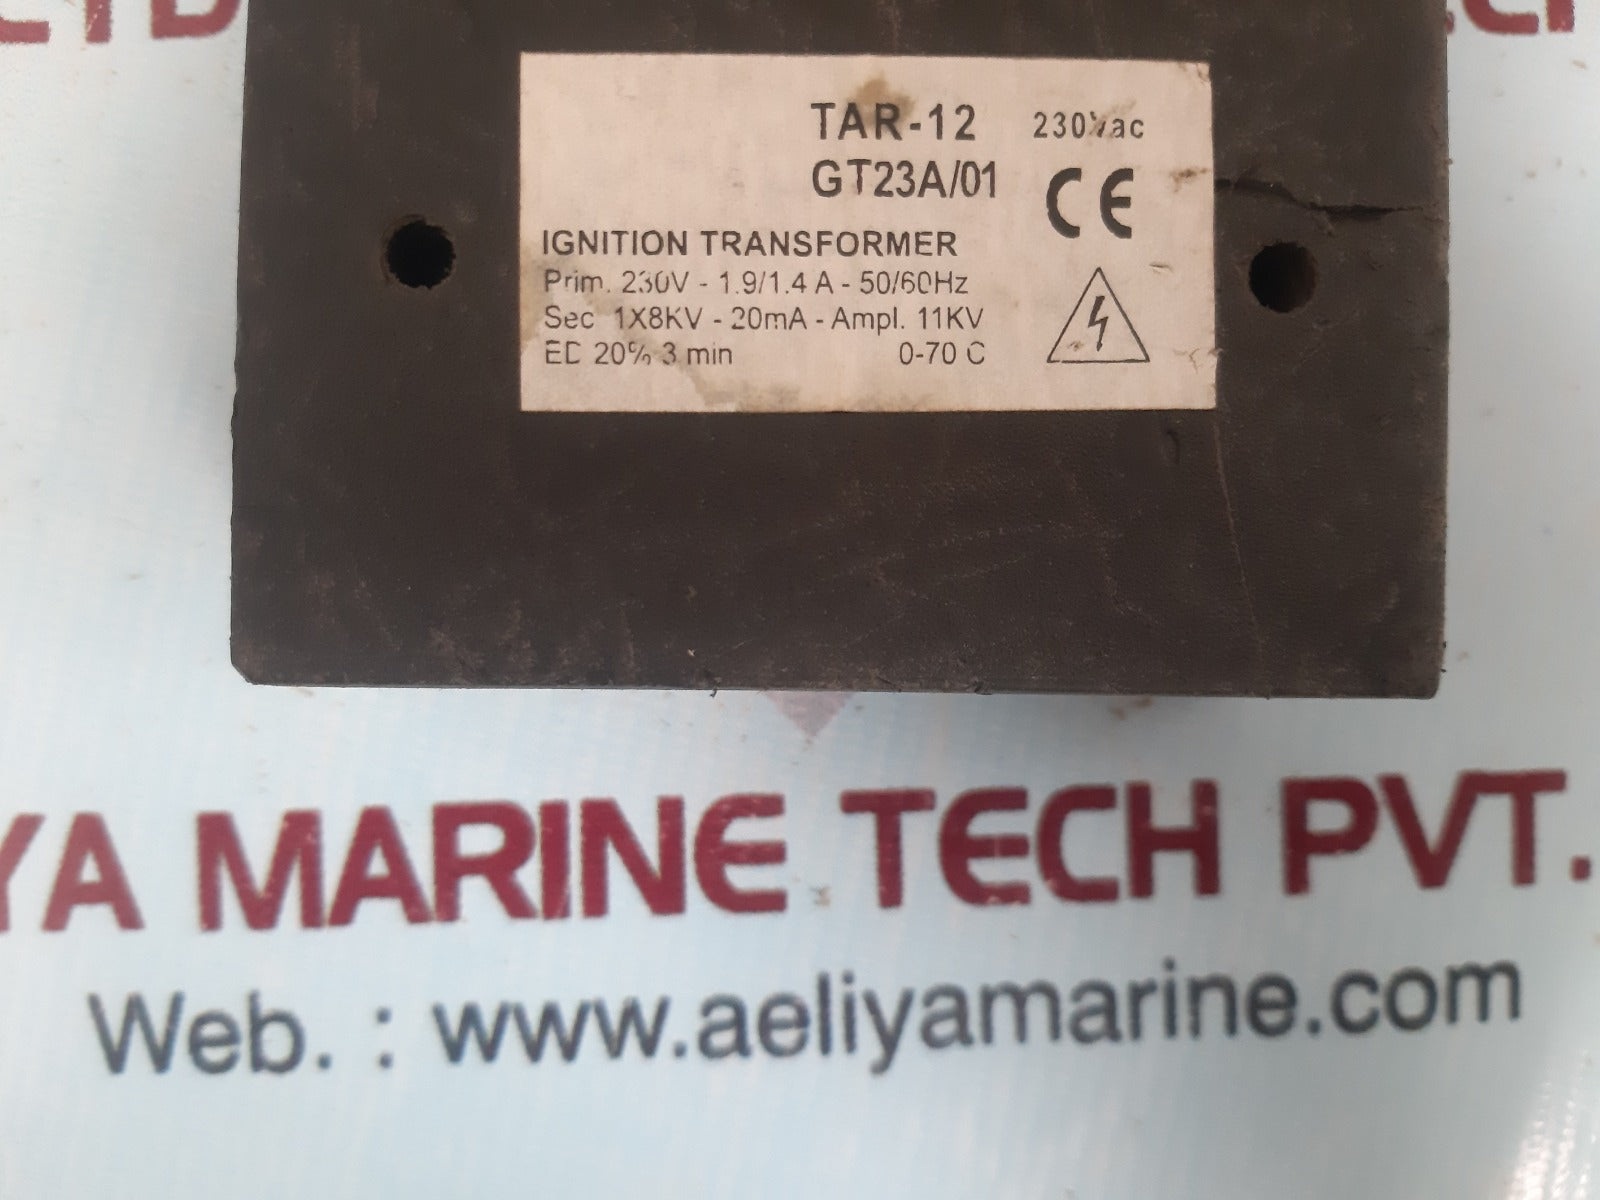 TAR-12 230Vac
GT23A/01
CE
IGNITION TRANSFORMER
Prim. 230V - 1.9/1.4 A - 50/60Hz
Sec 1X8KV - 20mA - Ampl. 11KV
ED 20% 3 min 0-70 C
YA MARINE TECH PVT.
Web. : www.aeliyamarine.com